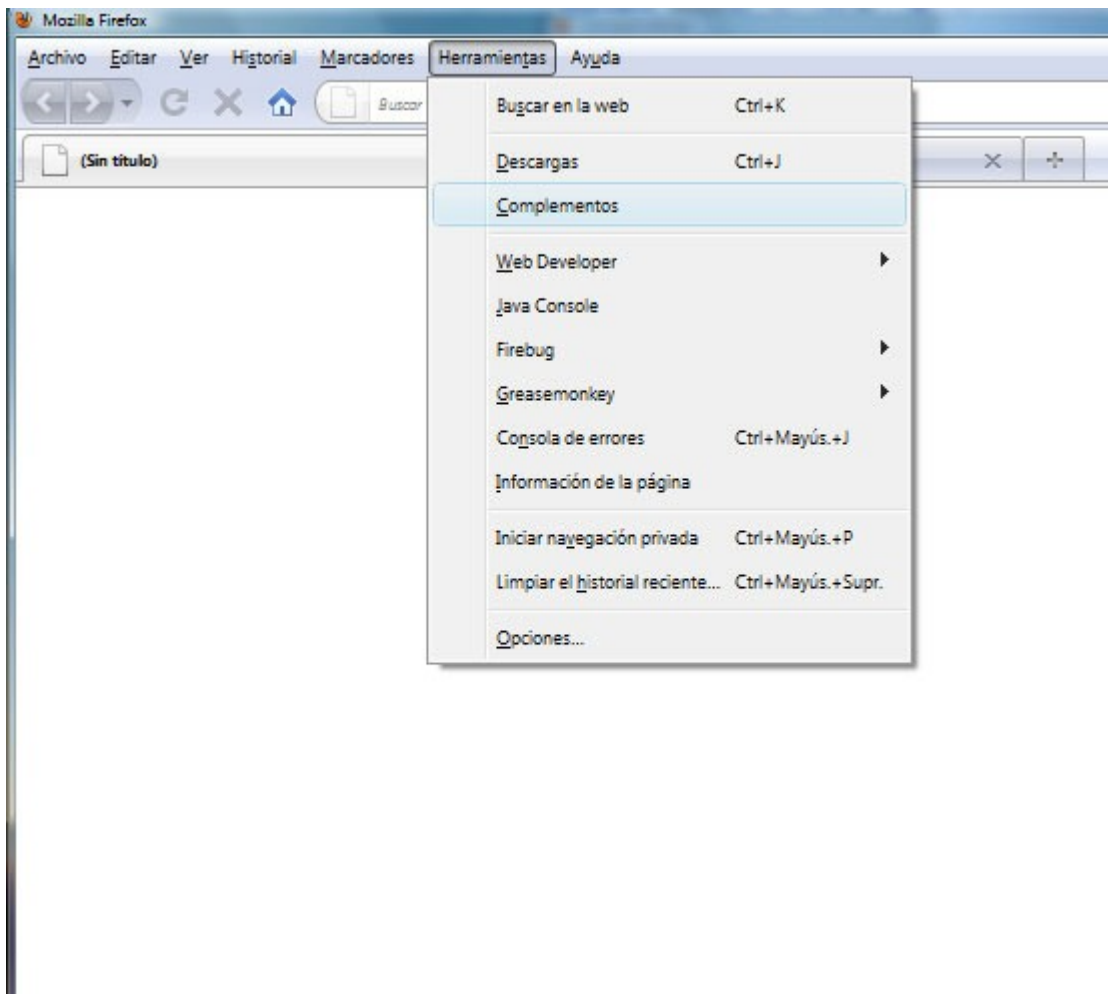 Mozilla Firefox
Archivo Editar Ver Historial Marcadores Herramientas Ayuda
Buscar
(Sin título)
Buscar en la web Ctrl+K
Descargas Ctrl+J
Complementos
Web Developer
Java Console
Firebug
Greasemonkey
Consola de errores Ctrl+Mayús.+J
Información de la página
Iniciar navegación privada Ctrl+Mayús.+P
Limpiar el historial reciente... Ctrl+Mayús.+Supr.
Opciones...